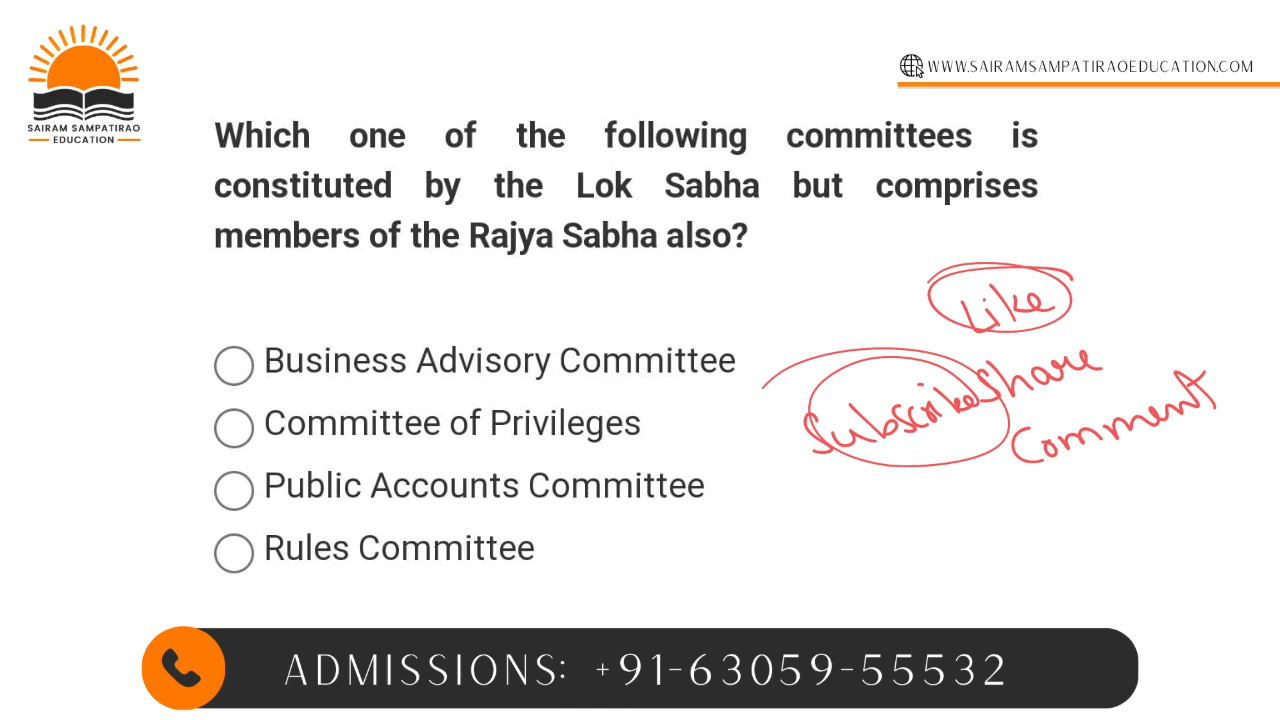 SAIRAM SAMPATIRAO
EDUCATION
WWW.SAIRAMSAMPATIRAOEDUCATION.COM
Which one of the following committees is
constituted by the Lok Sabha but comprises
members of the Rajya Sabha also?
Like
Business Advisory Committee
Subscribe Share
Comment
Committee of Privileges
Public Accounts Committee
Rules Committee
ADMISSIONS: +91-63059-55532